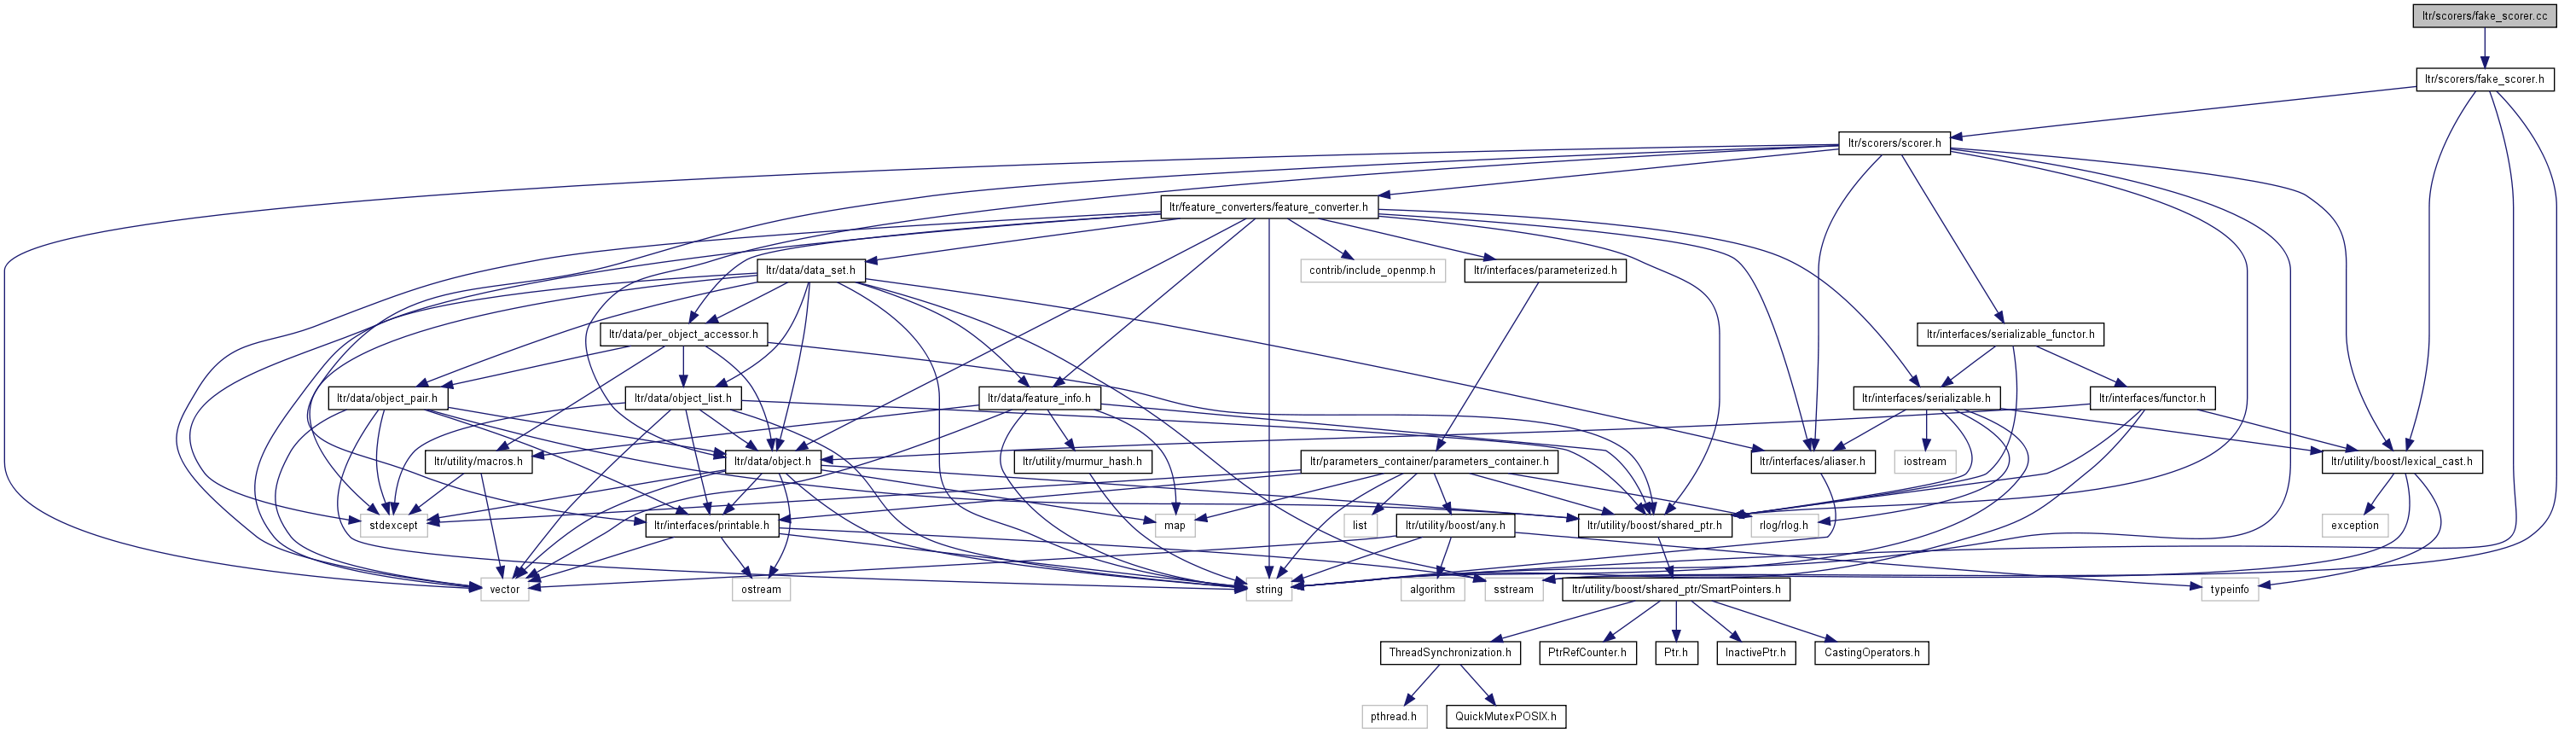 ltr/scorers/fake_scorer.cc
ltr/scorers/fake_scorer.h
ltr/scorers/scorer.h
ltr/feature_converters/feature_converter.h
ltr/data/data_set.h
contrib/include_openmp.h
ltr/interfaces/parameterized.h
ltr/data/per_object_accessor.h
ltr/interfaces/serializable_functor.h
ltr/data/object_pair.h
ltr/data/object_list.h
ltr/data/feature_info.h
ltr/interfaces/serializable.h
ltr/interfaces/functor.h
ltr/utility/macros.h
ltr/data/object.h
ltr/utility/murmur_hash.h
ltr/parameters_container/parameters_container.h
ltr/interfaces/aliaser.h
iostream
ltr/utility/boost/lexical_cast.h
stdexcept
ltr/interfaces/printable.h
map
list
ltr/utility/boost/any.h
ltr/utility/boost/shared_ptr.h
rlog/rlog.h
exception
vector
ostream
string
algorithm
sstream
ltr/utility/boost/shared_ptr/SmartPointers.h
typeinfo
ThreadSynchronization.h
PtrRefCounter.h
Ptr.h
InactivePtr.h
CastingOperators.h
pthread.h
QuickMutexPOSIX.h